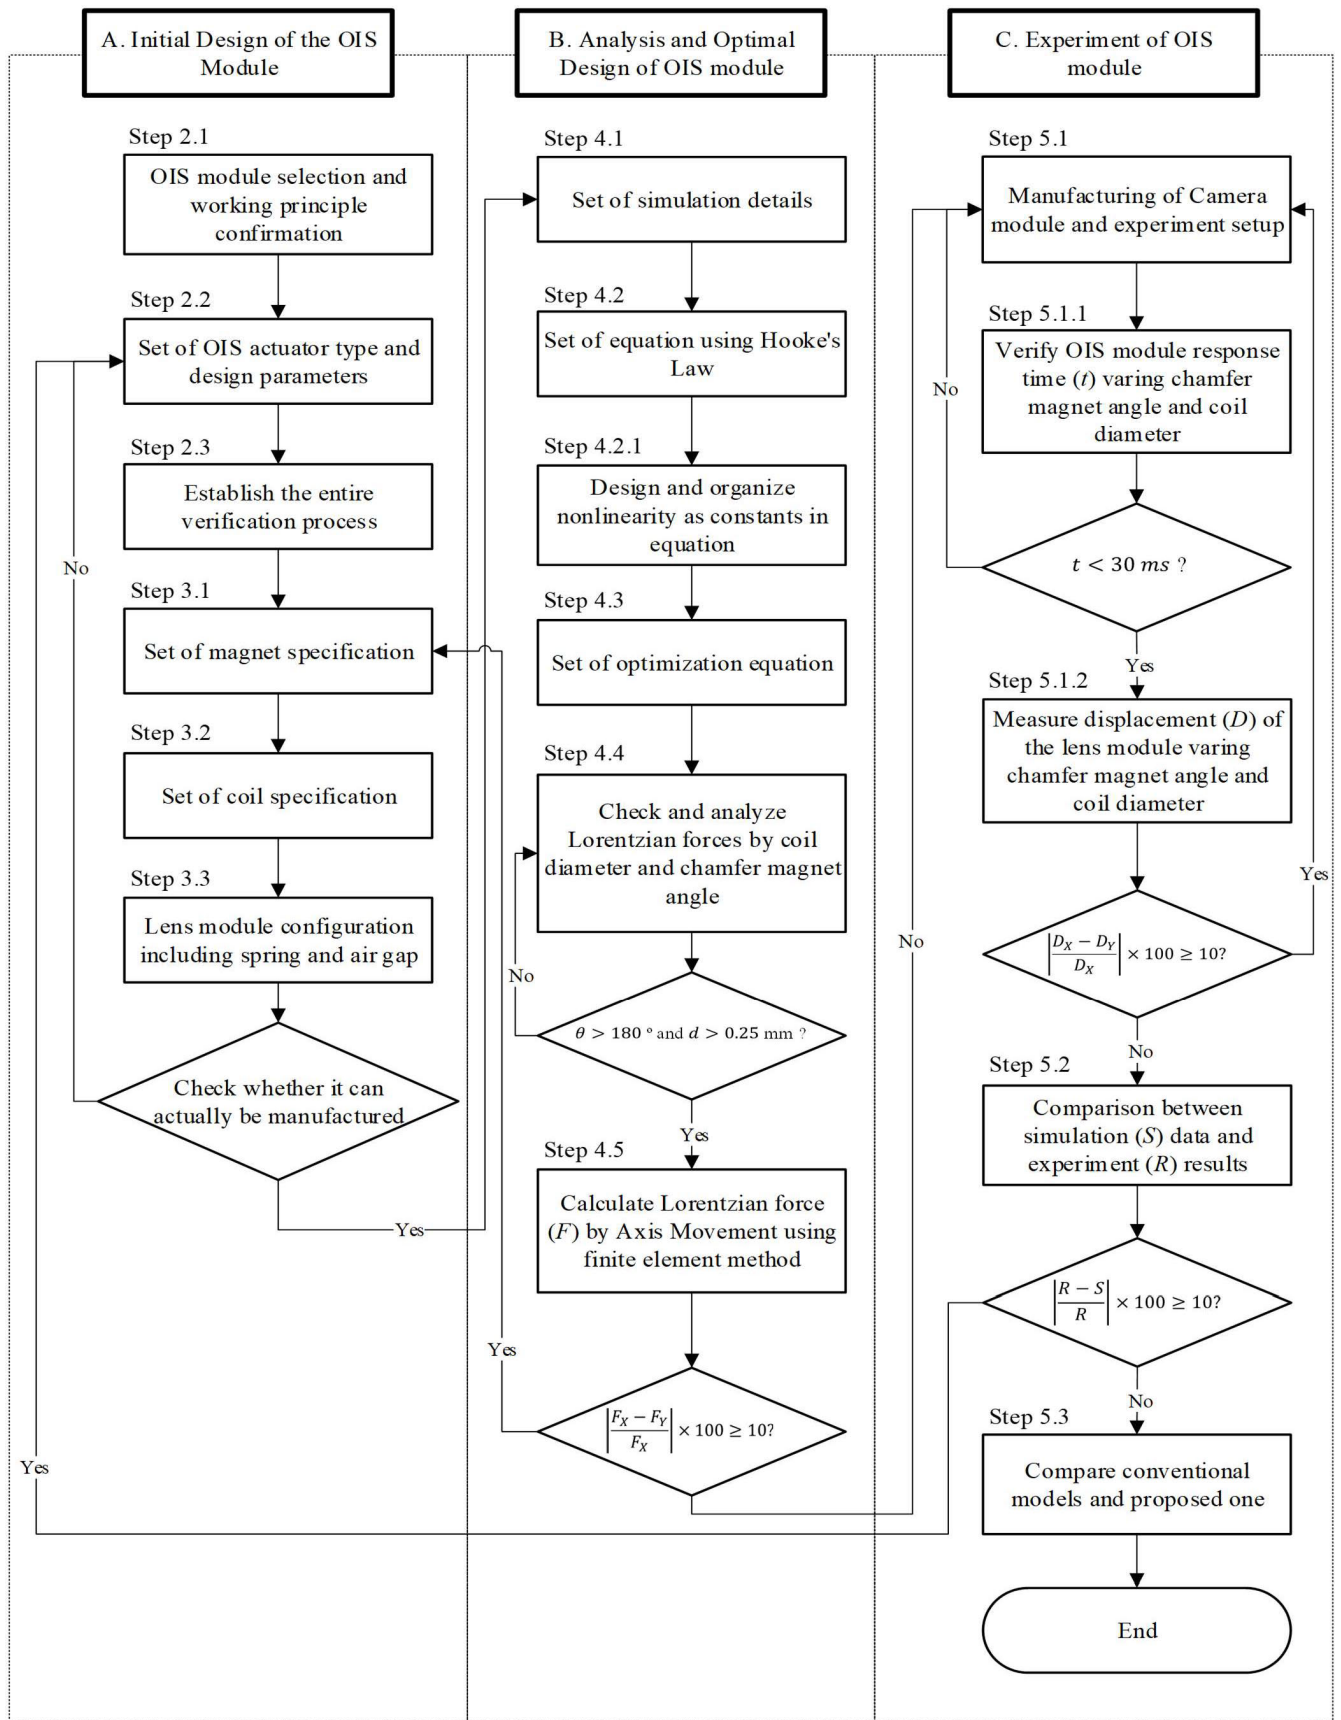 A. Initial Design of the OIS
Module
Step 2.1
OIS module selection and
working principle
confirmation
Step 2.2
Set of OIS actuator type and
design parameters
Step 2.3
Establish the entire
verification process
No
Step 3.1
Set of magnet specification
Step 3.2
Set of coil specification
Step 3.3
Lens module configuration
including spring and air gap
Check whether it can
actually be manufactured
Yes
Yes
B. Analysis and Optimal
Design of OIS module
Step 4.1
Set of simulation details
Step 4.2
Set of equation using Hooke's
Law
Step 4.2.1
Design and organize
nonlinearity as constants in
equation
Step 4.3
Set of optimization equation
Step 4.4
Check and analyze
Lorentzian forces by coil
diameter and chamfer magnet
angle
No
θ > 180 ° and d > 0.25 mm ?
Yes
Step 4.5
Calculate Lorentzian force
(F) by Axis Movement using
finite element method
Yes
|(F_X − F_Y)/F_X| × 100 ≥ 10?
No
C. Experiment of OIS
module
Step 5.1
Manufacturing of Camera
module and experiment setup
Step 5.1.1
Verify OIS module response
time (t) varing chamfer
magnet angle and coil
diameter
No
t < 30 ms ?
Yes
Step 5.1.2
Measure displacement (D) of
the lens module varing
chamfer magnet angle and
coil diameter
Yes
|(D_X − D_Y)/D_X| × 100 ≥ 10?
No
Step 5.2
Comparison between
simulation (S) data and
experiment (R) results
|(R − S)/R| × 100 ≥ 10?
No
Step 5.3
Compare conventional
models and proposed one
End